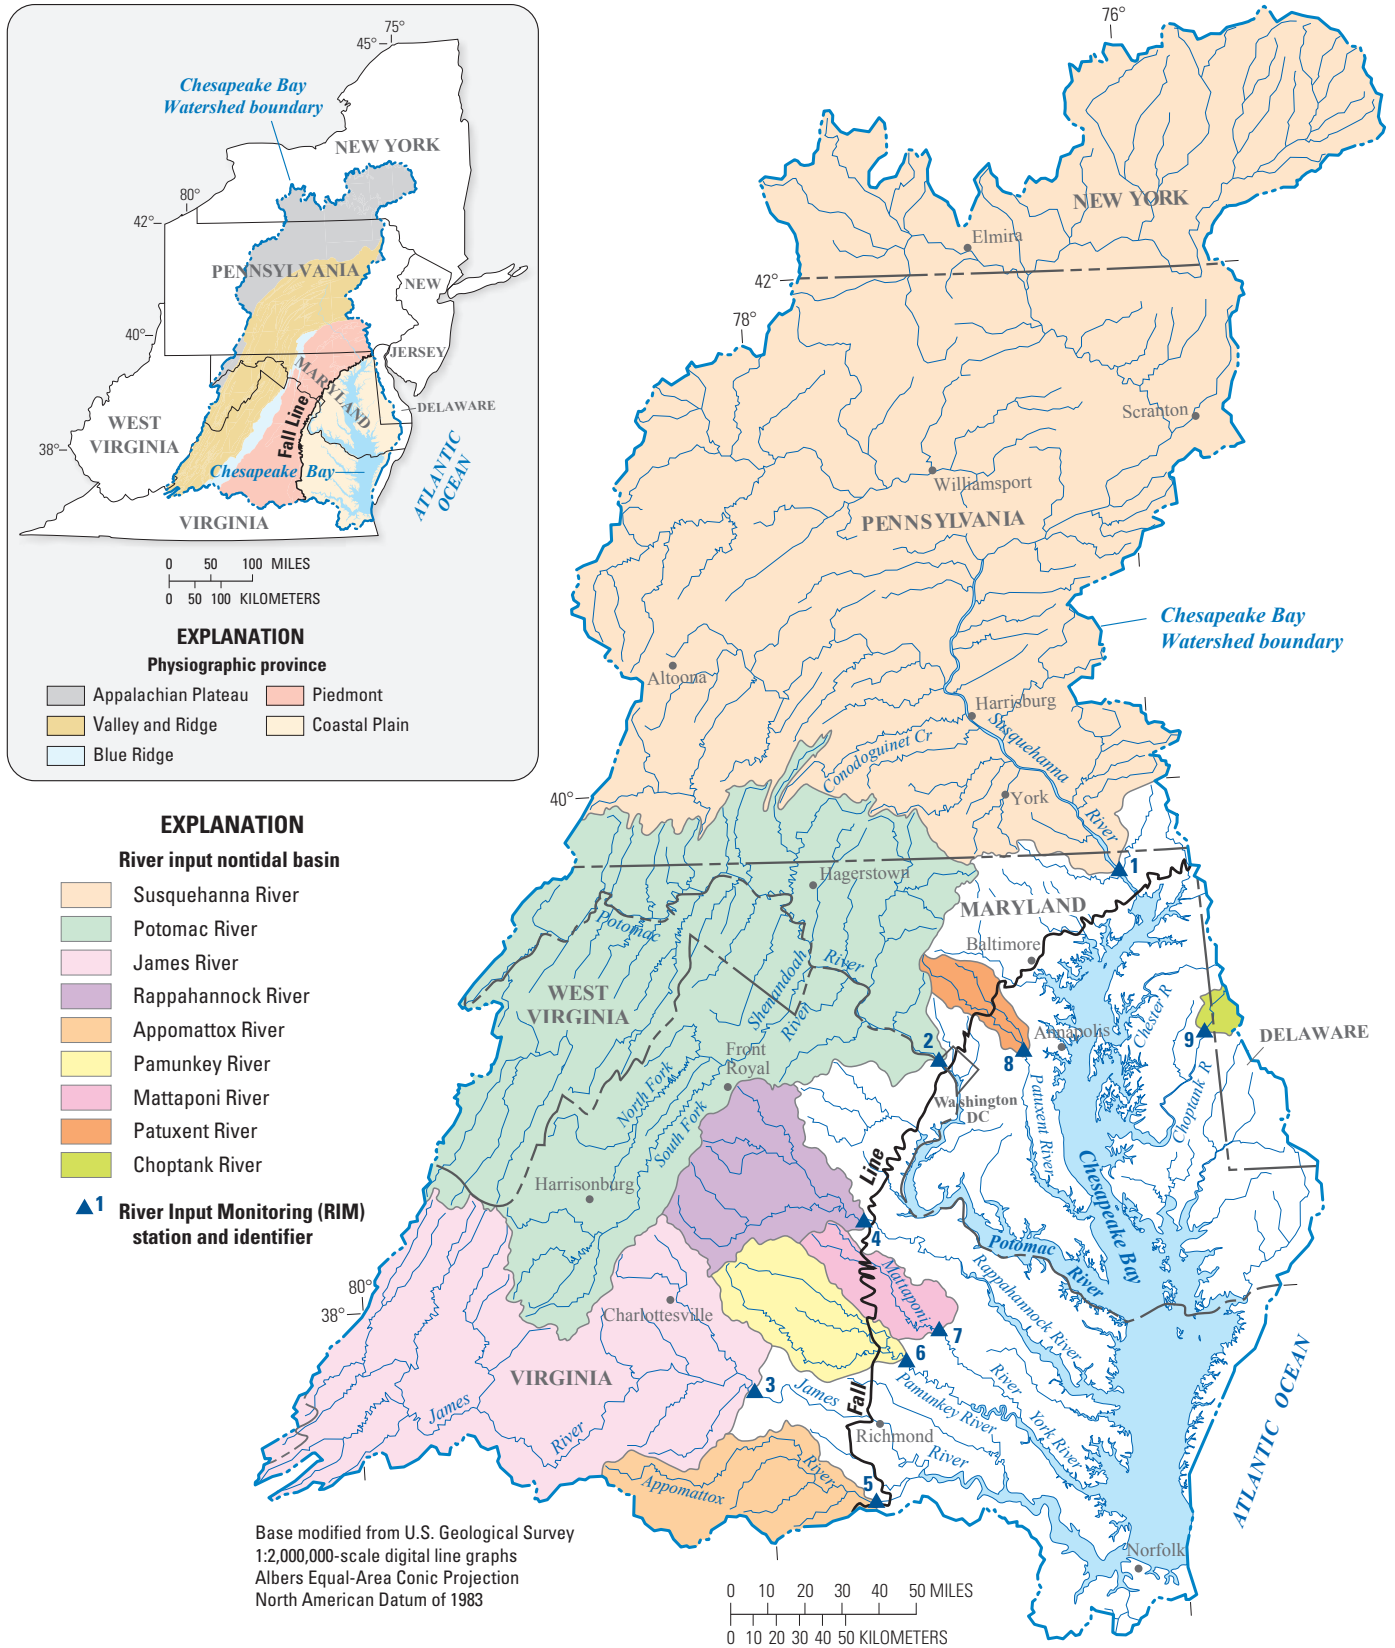 75°
45°
Chesapeake Bay
Watershed boundary
NEW YORK
80°
42°
PENNSYLVANIA
NEW
JERSEY
40°
MARYLAND
DELAWARE
WEST
VIRGINIA
Fall Line
38°
Chesapeake Bay
ATLANTIC
OCEAN
VIRGINIA
0 50 100 MILES
0 50 100 KILOMETERS
EXPLANATION
Physiographic province
Appalachian Plateau
Piedmont
Valley and Ridge
Coastal Plain
Blue Ridge
EXPLANATION
River input nontidal basin
Susquehanna River
Potomac River
James River
Rappahannock River
Appomattox River
Pamunkey River
Mattaponi River
Patuxent River
Choptank River
1 River Input Monitoring (RIM)
station and identifier
76°
NEW YORK
Elmira
42°
78°
Scranton
Williamsport
PENNSYLVANIA
Chesapeake Bay
Watershed boundary
Altoona
Harrisburg
Susquehanna
River
Conodoguinet Cr
York
40°
1
Hagerstown
MARYLAND
Baltimore
Potomac
River
Shenandoah
River
WEST
VIRGINIA
Chester R
Annapolis
9
DELAWARE
2
8
Front
Royal
North Fork
South Fork
Washington
DC
Patuxent River
Choptank R
Chesapeake Bay
Fall
Line
Harrisonburg
4
Potomac
River
Mattaponi
Rappahannock River
80°
38°
Charlottesville
7
6
VIRGINIA
3
James
River
James
River
Pamunkey River
River
York River
Richmond
Appomattox
River
5
ATLANTIC OCEAN
Norfolk
Base modified from U.S. Geological Survey
1:2,000,000-scale digital line graphs
Albers Equal-Area Conic Projection
North American Datum of 1983
0 10 20 30 40 50 MILES
0 10 20 30 40 50 KILOMETERS